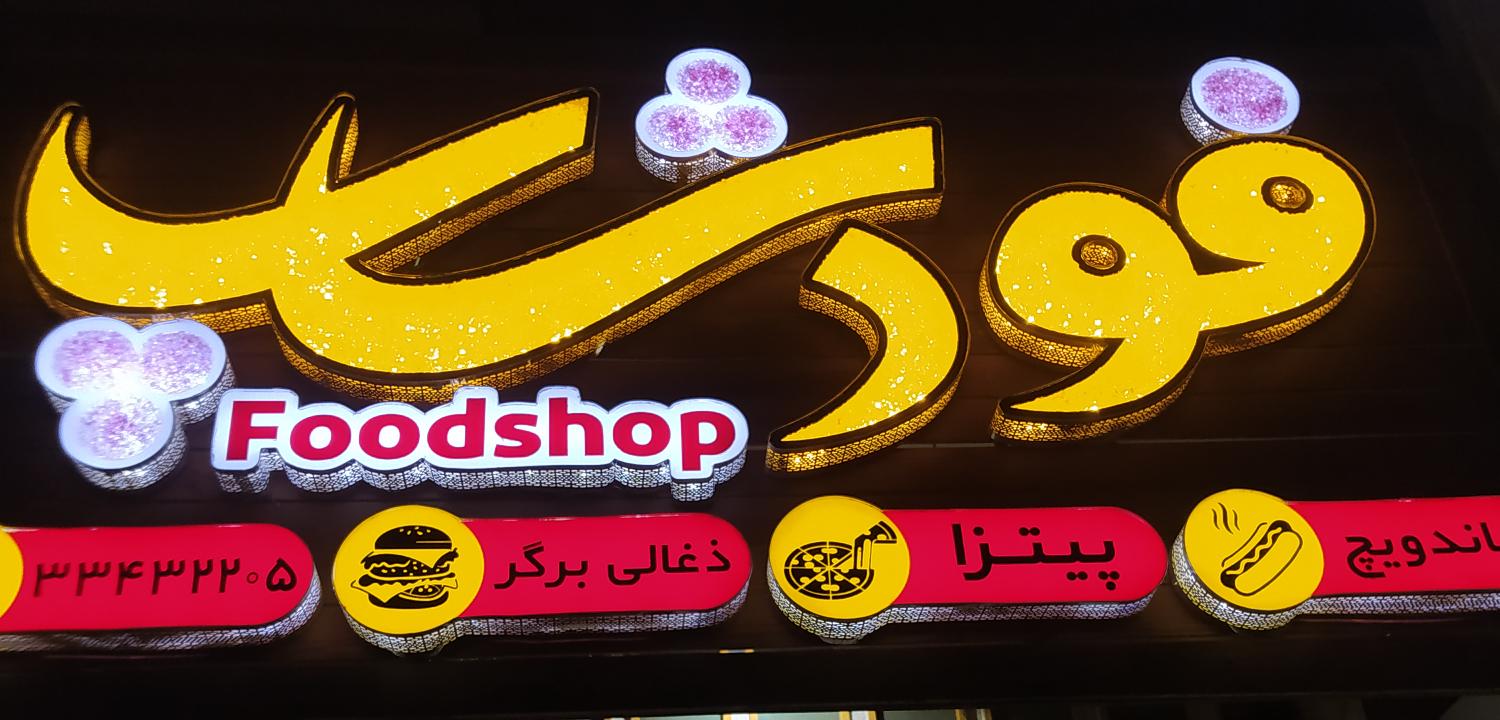 فودشاپ
Foodshop
اندویچ
پیتزا
ذغالی برگر
۳۳۴۳۲۲۰۵